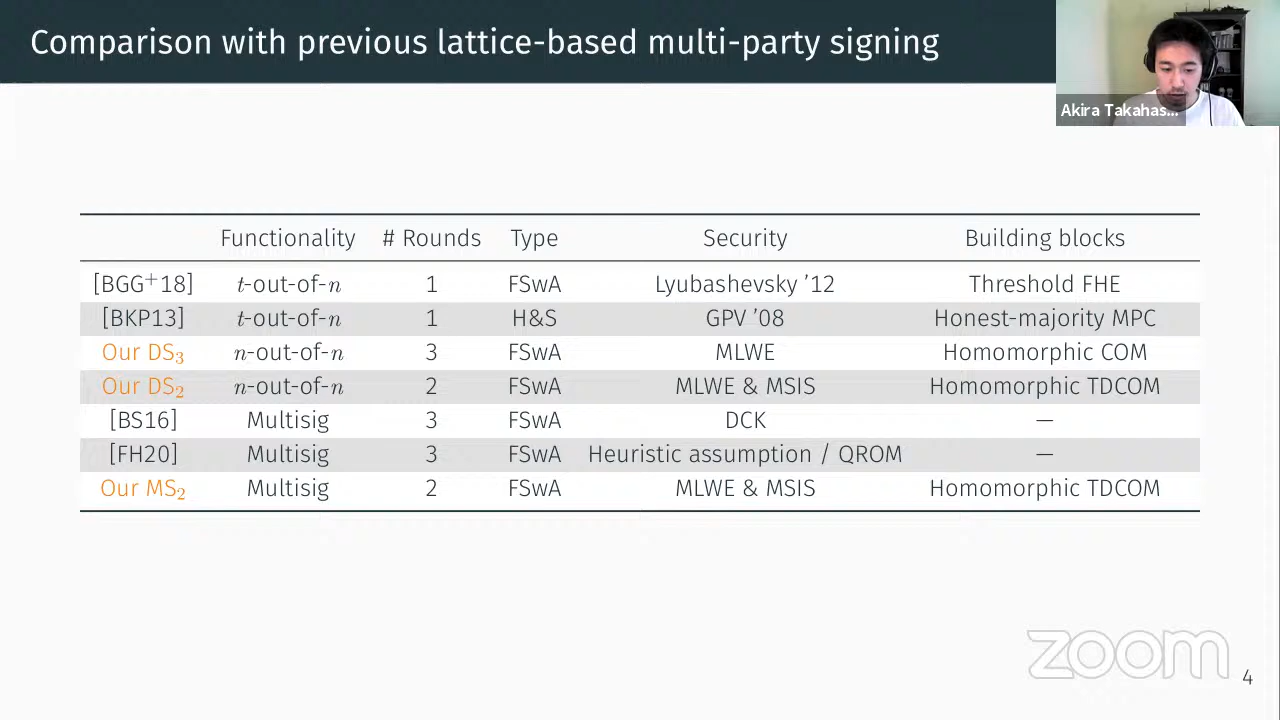 Comparison with previous lattice-based multi-party signing
Akira Takahas...
Functionality # Rounds Type Security Building blocks
[BGG⁺18] t-out-of-n 1 FSwA Lyubashevsky ’12 Threshold FHE
[BKP13] t-out-of-n 1 H&S GPV ’08 Honest-majority MPC
Our DS₃ n-out-of-n 3 FSwA MLWE Homomorphic COM
Our DS₂ n-out-of-n 2 FSwA MLWE & MSIS Homomorphic TDCOM
[BS16] Multisig 3 FSwA DCK —
[FH20] Multisig 3 FSwA Heuristic assumption / QROM —
Our MS₂ Multisig 2 FSwA MLWE & MSIS Homomorphic TDCOM
zoom
4